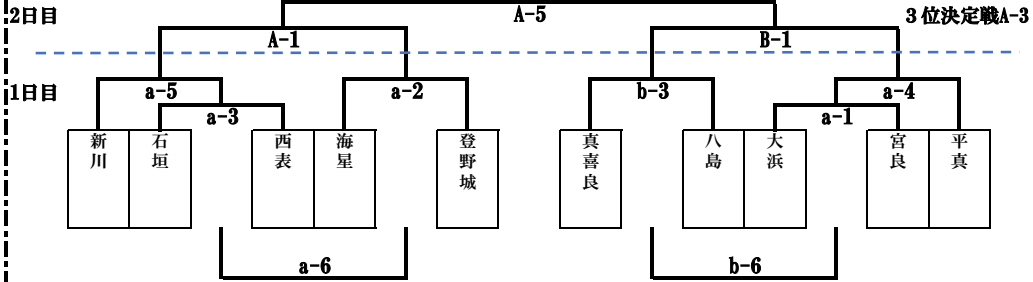 2日目
A-5
３位決定戦A-3
A-1
B-1
1日目
a-5
a-2
b-3
a-4
a-3
a-1
新川
石垣
西表
海星
登野城
真喜良
八島
大浜
宮良
平真
a-6
b-6